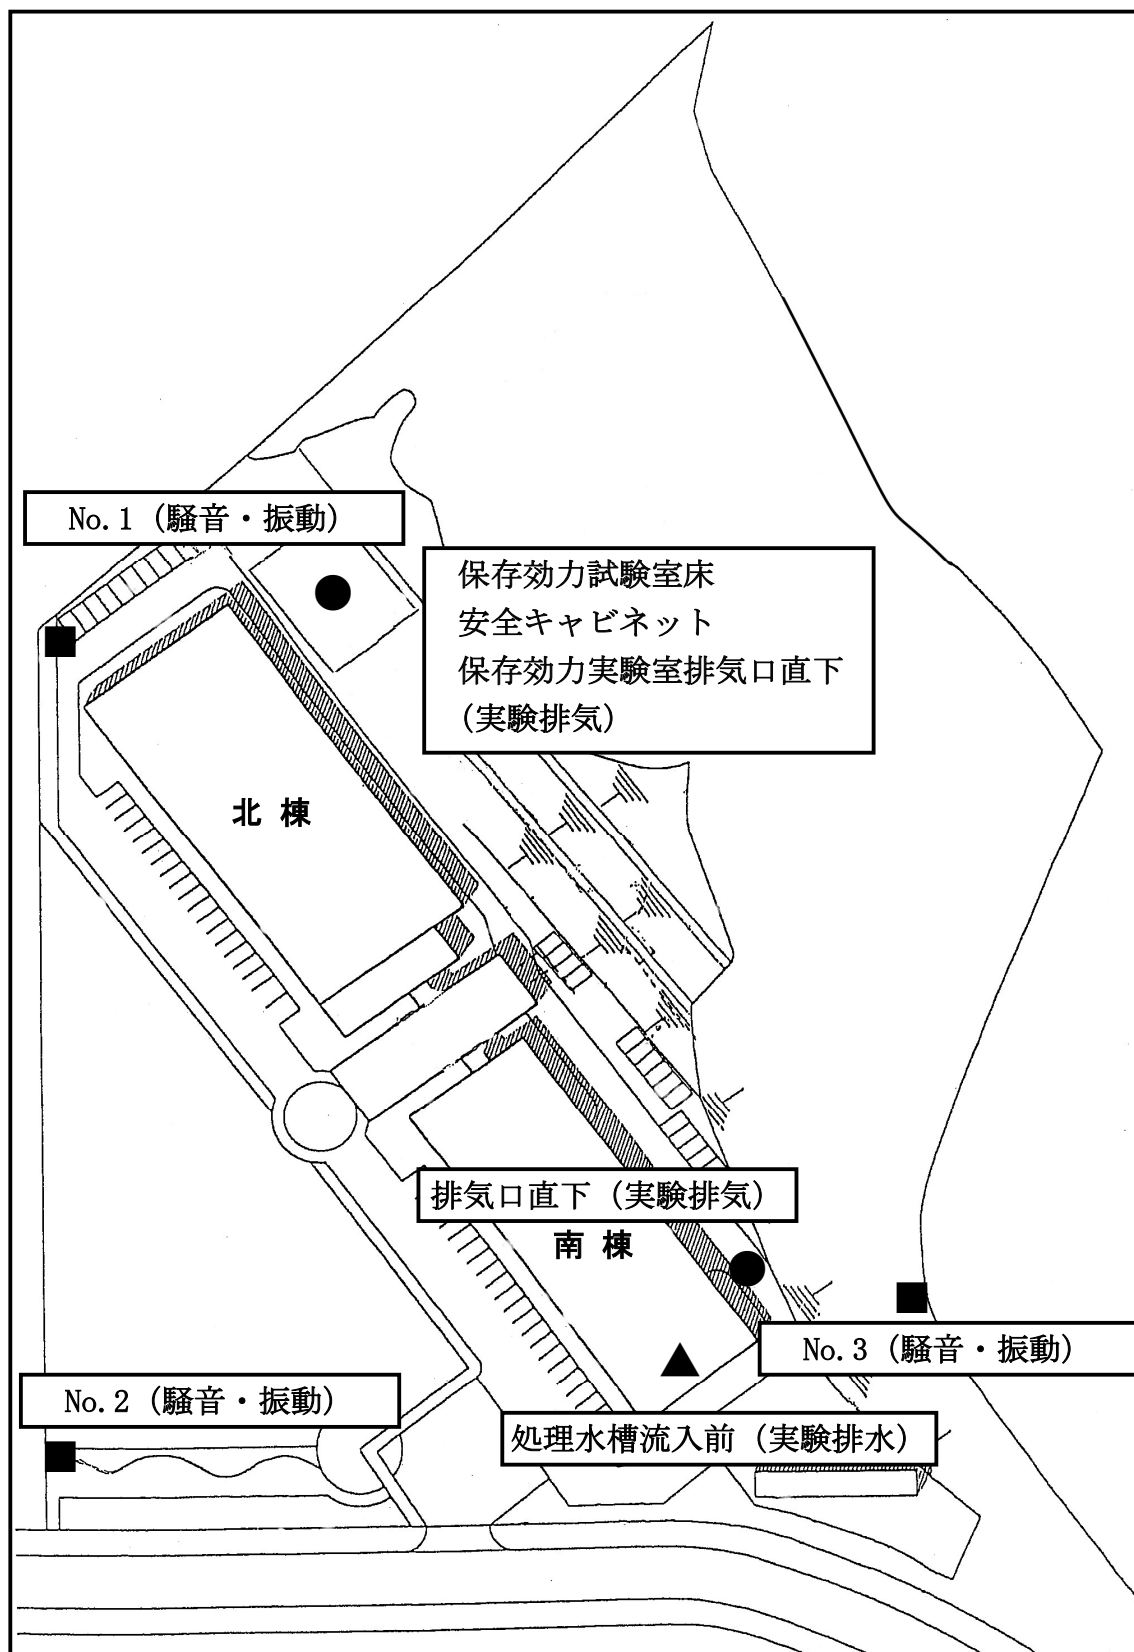 No.1（騒音・振動）
保存効力試験室床
安全キャビネット
保存効力実験室排気口直下
（実験排気）
北 棟
排気口直下（実験排気）
南 棟
No.3（騒音・振動）
No.2（騒音・振動）
処理水槽流入前（実験排水）